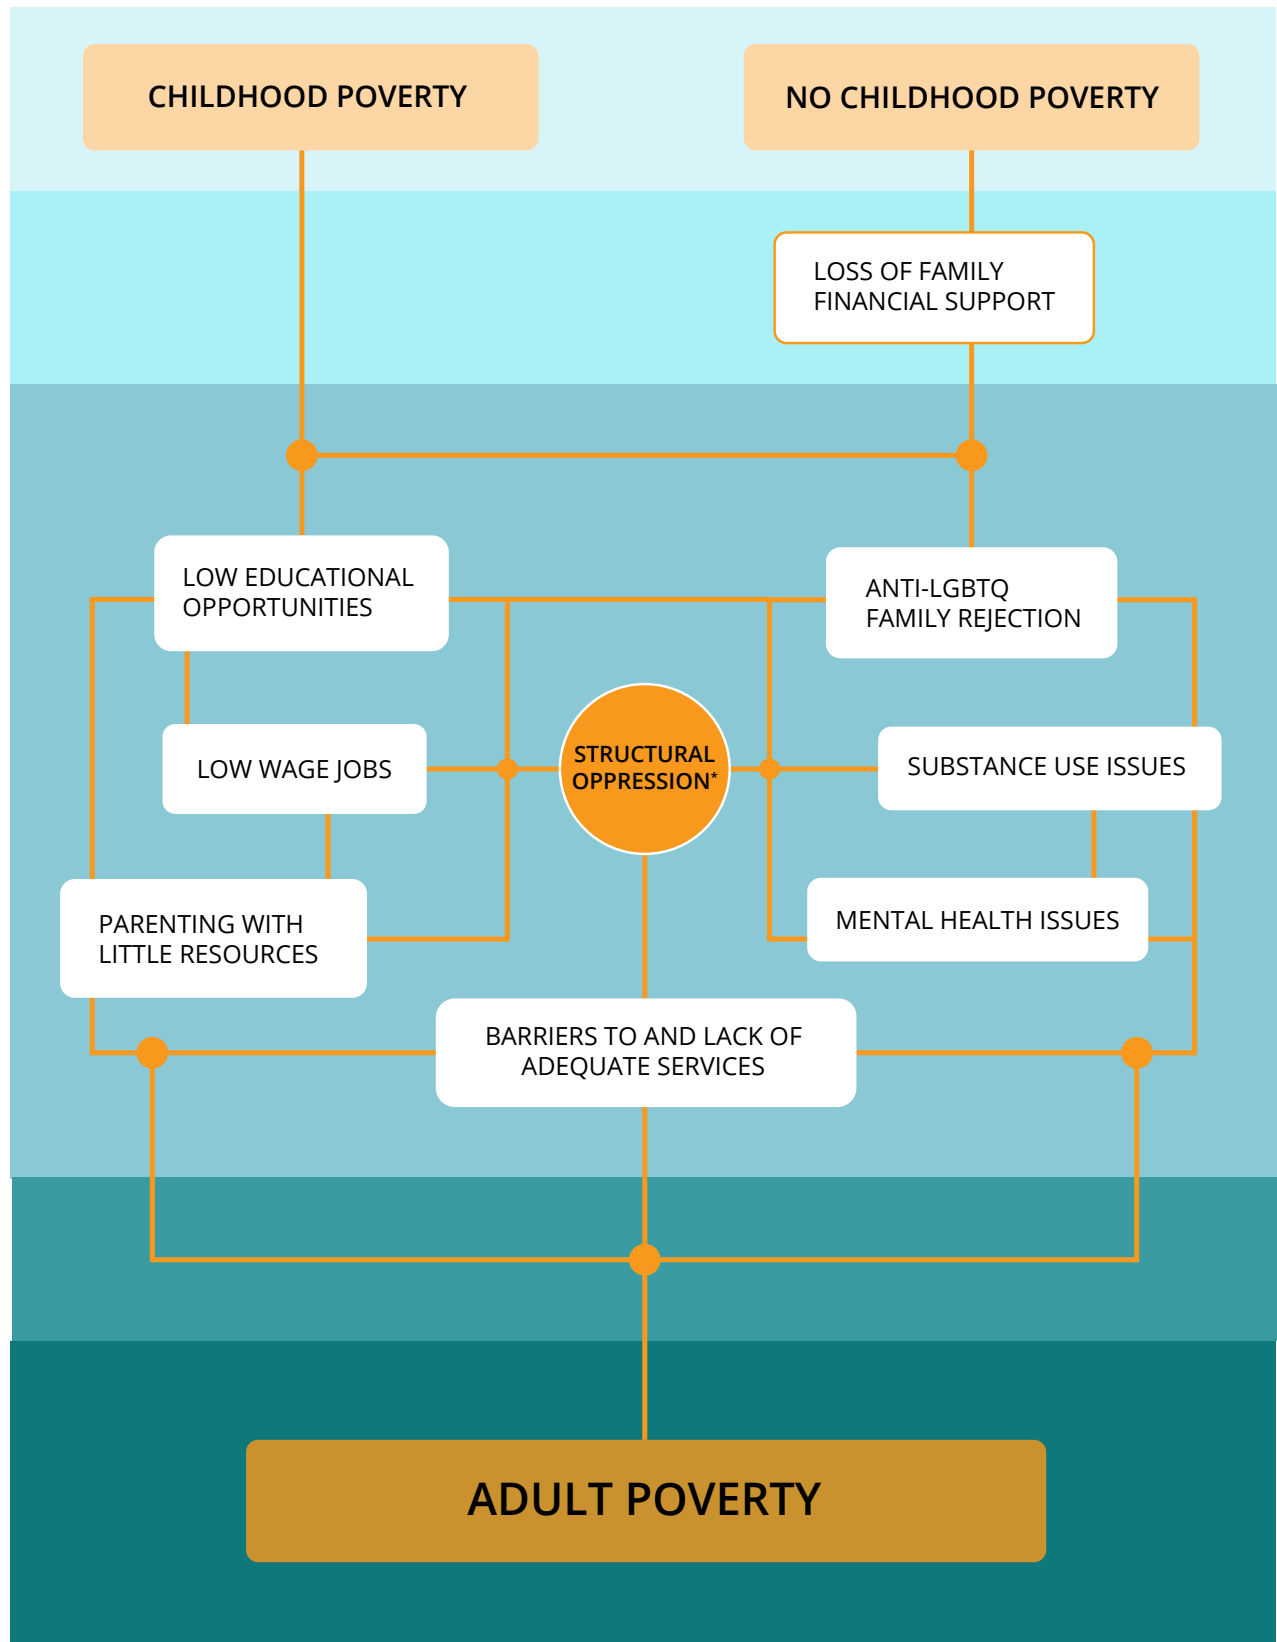 CHILDHOOD POVERTY
NO CHILDHOOD POVERTY
LOSS OF FAMILY
FINANCIAL SUPPORT
LOW EDUCATIONAL
OPPORTUNITIES
ANTI-LGBTQ
FAMILY REJECTION
STRUCTURAL
OPPRESSION*
LOW WAGE JOBS
SUBSTANCE USE ISSUES
PARENTING WITH
LITTLE RESOURCES
MENTAL HEALTH ISSUES
BARRIERS TO AND LACK OF
ADEQUATE SERVICES
ADULT POVERTY